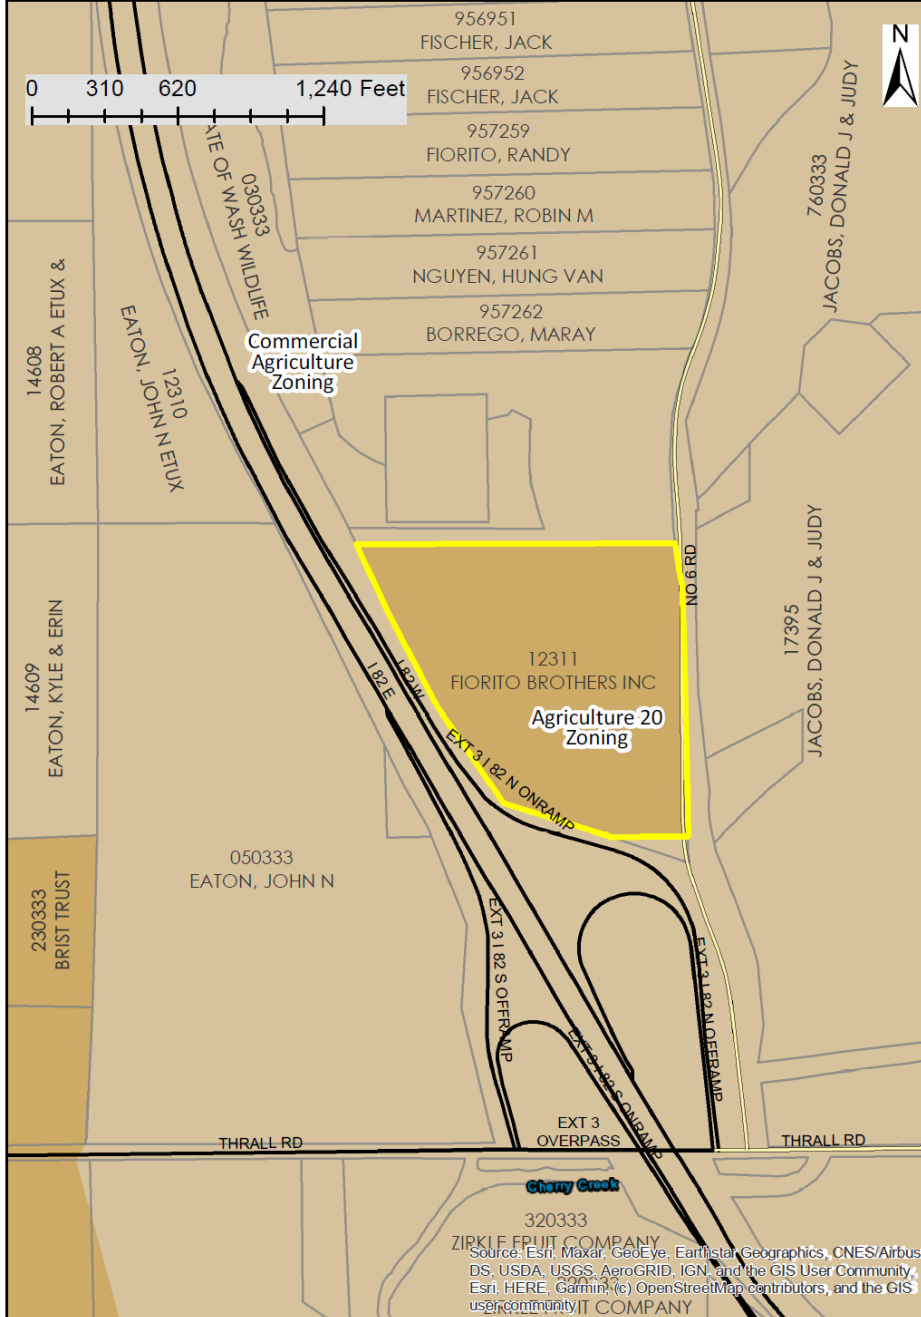 956951
FISCHER, JACK
N
0 310 620 1,240 Feet
956952
FISCHER, JACK
957259
FIORITO, RANDY
030333
ATE OF WASH WILDLIFE
957260
MARTINEZ, ROBIN M
760333
JACOBS, DONALD J & JUDY
957261
NGUYEN, HUNG VAN
957262
BORREGO, MARAY
Commercial
Agriculture
Zoning
14608
EATON, ROBERT A ETUX &
12310
EATON, JOHN N ETUX
NO 6 RD
17395
JACOBS, DONALD J & JUDY
14609
EATON, KYLE & ERIN
12311
FIORITO BROTHERS INC
I 82 W
I 82 E
Agriculture 20
Zoning
EXT 3 I 82 N ONRAMP
050333
EATON, JOHN N
230333
BRIST TRUST
EXT 3 I 82 S OFFRAMP
EXT 3 I 82 N OFFRAMP
EXT 3 I 82 S ONRAMP
EXT 3
OVERPASS
THRALL RD
THRALL RD
Cherry Creek
320333
ZIRKLE FRUIT COMPANY
Source: Esri, Maxar, GeoEye, Earthstar Geographics, CNES/Airbus
DS, USDA, USGS, AeroGRID, IGN, and the GIS User Community,
Esri, HERE, Garmin, (c) OpenStreetMap contributors, and the GIS
user community
ZIRKLE FRUIT COMPANY